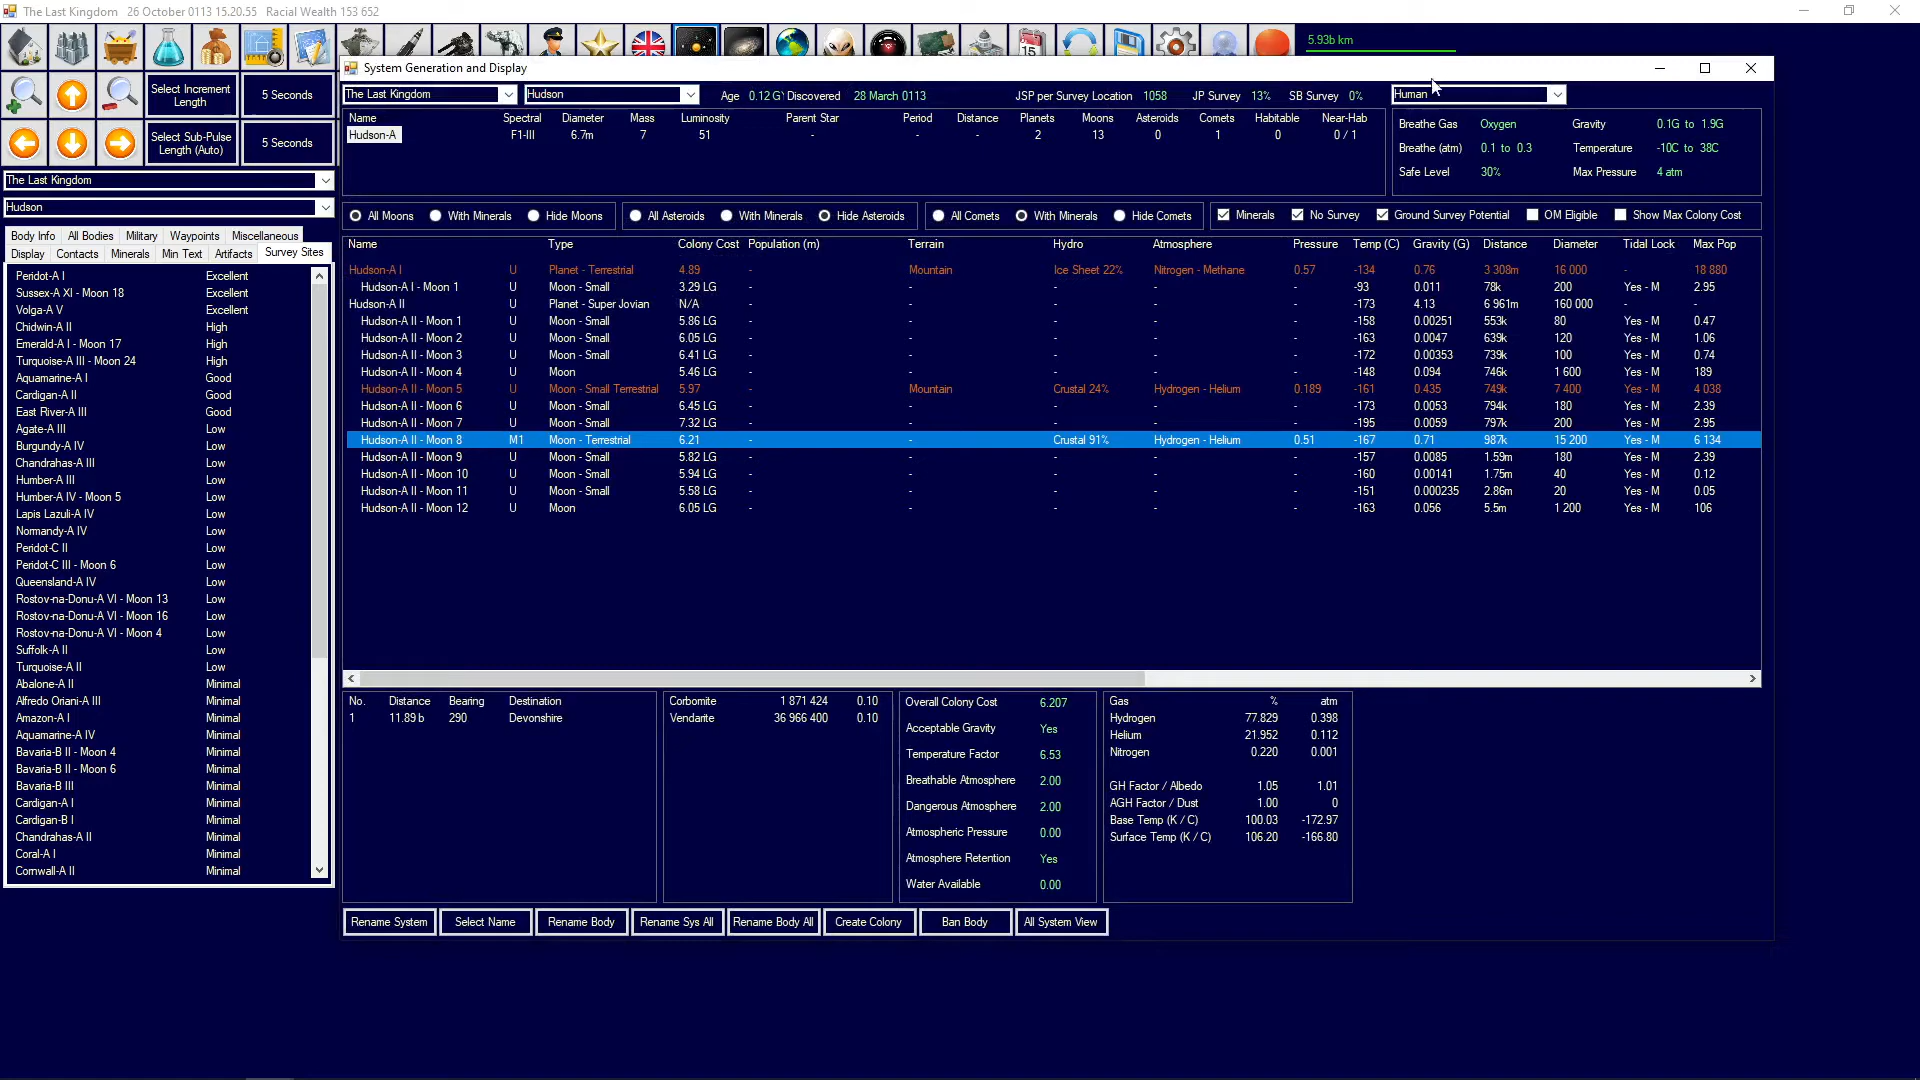 The Last Kingdom   26 October 0113 15.20.55   Racial Wealth 153 652
5.93b km
Select Increment Length
5 Seconds
Select Sub-Pulse Length (Auto)
5 Seconds
The Last Kingdom
Hudson
Body Info All Bodies Military Waypoints Miscellaneous
Display Contacts Minerals Min Text Artifacts Survey Sites
Peridot-A I Excellent
Sussex-A XI - Moon 18 Excellent
Volga-A V Excellent
Chidwin-A II High
Emerald-A I - Moon 17 High
Turquoise-A III - Moon 24 High
Aquamarine-A I Good
Cardigan-A II Good
East River-A III Good
Agate-A III Low
Burgundy-A IV Low
Chandrahas-A III Low
Humber-A III Low
Humber-A IV - Moon 5 Low
Lapis Lazuli-A IV Low
Normandy-A IV Low
Peridot-C II Low
Peridot-C III - Moon 6 Low
Queensland-A IV Low
Rostov-na-Donu-A VI - Moon 13 Low
Rostov-na-Donu-A VI - Moon 16 Low
Rostov-na-Donu-A VI - Moon 4 Low
Suffolk-A II Low
Turquoise-A II Low
Abalone-A II Minimal
Alfredo Oriani-A III Minimal
Amazon-A I Minimal
Aquamarine-A IV Minimal
Bavaria-B II - Moon 4 Minimal
Bavaria-B II - Moon 6 Minimal
Bavaria-B III Minimal
Cardigan-A I Minimal
Cardigan-B I Minimal
Chandrahas-A II Minimal
Coral-A I Minimal
Cornwall-A II Minimal
System Generation and Display
The Last Kingdom Hudson Age 0.12 G Discovered 28 March 0113 JSP per Survey Location 1058 JP Survey 13% SB Survey 0% Human
Name Spectral Diameter Mass Luminosity Parent Star Period Distance Planets Moons Asteroids Comets Habitable Near-Hab
Hudson-A F1-III 6.7m 7 51 - - - 2 13 0 1 0 0 / 1
Breathe Gas Oxygen Gravity 0.1G to 1.9G
Breathe (atm) 0.1 to 0.3 Temperature -10C to 38C
Safe Level 30% Max Pressure 4 atm
All Moons With Minerals Hide Moons All Asteroids With Minerals Hide Asteroids All Comets With Minerals Hide Comets Minerals No Survey Ground Survey Potential OM Eligible Show Max Colony Cost
Name Type Colony Cost Population (m) Terrain Hydro Atmosphere Pressure Temp (C) Gravity (G) Distance Diameter Tidal Lock Max Pop
Hudson-A I U Planet - Terrestrial 4.89 - Mountain Ice Sheet 22% Nitrogen - Methane 0.57 -134 0.76 3 308m 16 000 - 18 880
Hudson-A I - Moon 1 U Moon - Small 3.29 LG - - - - - -93 0.011 78k 200 Yes - M 2.95
Hudson-A II U Planet - Super Jovian N/A - - - - - -173 4.13 6 961m 160 000 - -
Hudson-A II - Moon 1 U Moon - Small 5.86 LG - - - - - -158 0.00251 553k 80 Yes - M 0.47
Hudson-A II - Moon 2 U Moon - Small 6.05 LG - - - - - -163 0.0047 639k 120 Yes - M 1.06
Hudson-A II - Moon 3 U Moon - Small 6.41 LG - - - - - -172 0.00353 739k 100 Yes - M 0.74
Hudson-A II - Moon 4 U Moon 5.46 LG - - - - - -148 0.094 746k 1 600 Yes - M 189
Hudson-A II - Moon 5 U Moon - Small Terrestrial 5.97 - Mountain Crustal 24% Hydrogen - Helium 0.189 -161 0.435 749k 7 400 Yes - M 4 038
Hudson-A II - Moon 6 U Moon - Small 6.45 LG - - - - - -173 0.0053 794k 180 Yes - M 2.39
Hudson-A II - Moon 7 U Moon - Small 7.32 LG - - - - - -195 0.0059 797k 200 Yes - M 2.95
Hudson-A II - Moon 8 M1 Moon - Terrestrial 6.21 - - Crustal 91% Hydrogen - Helium 0.51 -167 0.71 987k 15 200 Yes - M 6 134
Hudson-A II - Moon 9 U Moon - Small 5.82 LG - - - - - -157 0.0085 1.59m 180 Yes - M 2.39
Hudson-A II - Moon 10 U Moon - Small 5.94 LG - - - - - -160 0.00141 1.75m 40 Yes - M 0.12
Hudson-A II - Moon 11 U Moon - Small 5.58 LG - - - - - -151 0.000235 2.86m 20 Yes - M 0.05
Hudson-A II - Moon 12 U Moon 6.05 LG - - - - - -163 0.056 5.5m 1 200 Yes - M 106
No. Distance Bearing Destination
1 11.89 b 290 Devonshire
Corbomite 1 871 424 0.10
Vendarite 36 966 400 0.10
Overall Colony Cost 6.207
Acceptable Gravity Yes
Temperature Factor 6.53
Breathable Atmosphere 2.00
Dangerous Atmosphere 2.00
Atmospheric Pressure 0.00
Atmosphere Retention Yes
Water Available 0.00
Gas % atm
Hydrogen 77.829 0.398
Helium 21.952 0.112
Nitrogen 0.220 0.001
GH Factor / Albedo 1.05 1.01
AGH Factor / Dust 1.00 0
Base Temp (K / C) 100.03 -172.97
Surface Temp (K / C) 106.20 -166.80
Rename System Select Name Rename Body Rename Sys All Rename Body All Create Colony Ban Body All System View